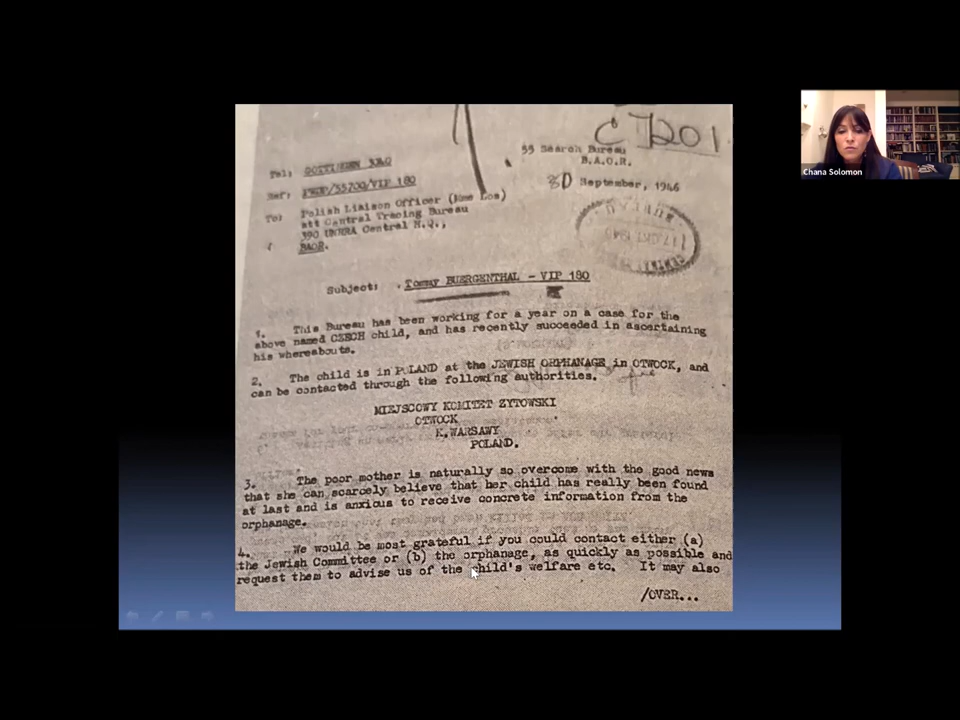 CT201
Tel: GOTTINGEN 3340
55 Search Bureau
B.A.O.R.
Ref: /55700/VIP 180
30 September, 1946
To: Polish Liaison Officer (Mme Los)
att Central Tracing Bureau
390 UNRRA Central H.Q.,
BAOR.
Subject: Tommy BUERGENTHAL - VIP 180
1. This Bureau has been working for a year on a case for the
above named CZECH child, and has recently succeeded in ascertaining
his whereabouts.
2. The child is in POLAND at the JEWISH ORPHANAGE in OTWOCK, and
can be contacted through the following authorities.
MIEJSCOWY KOMITET ZYTOWSKI
OTWOCK
K.WARSAWY
POLAND.
3. The poor mother is naturally so overcome with the good news
that she can scarcely believe that her child has really been found
at last and is anxious to receive concrete information from the
orphanage.
4. We would be most grateful if you could contact either (a)
the Jewish Committee or (b) the orphanage, as quickly as possible and
request them to advise us of the child's welfare etc. It may also
/OVER...
Chana Solomon